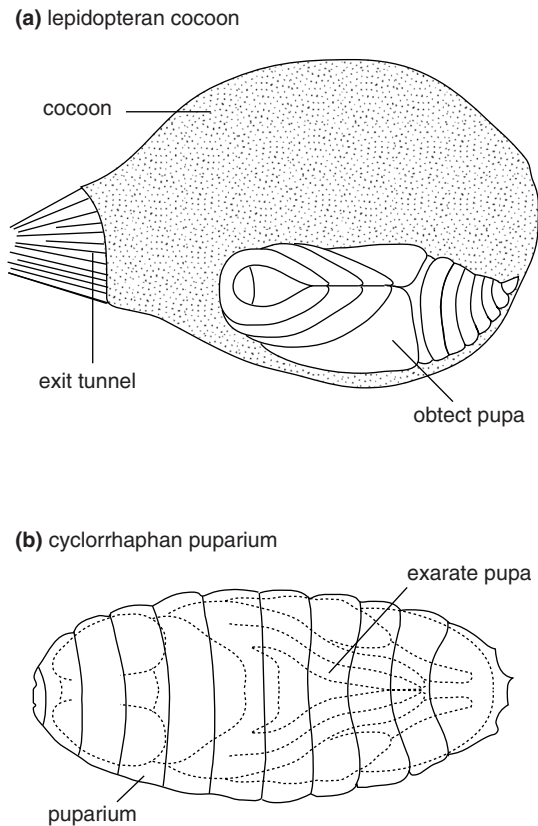 (a) lepidopteran cocoon
cocoon
exit tunnel
obtect pupa
(b) cyclorrhaphan puparium
exarate pupa
puparium